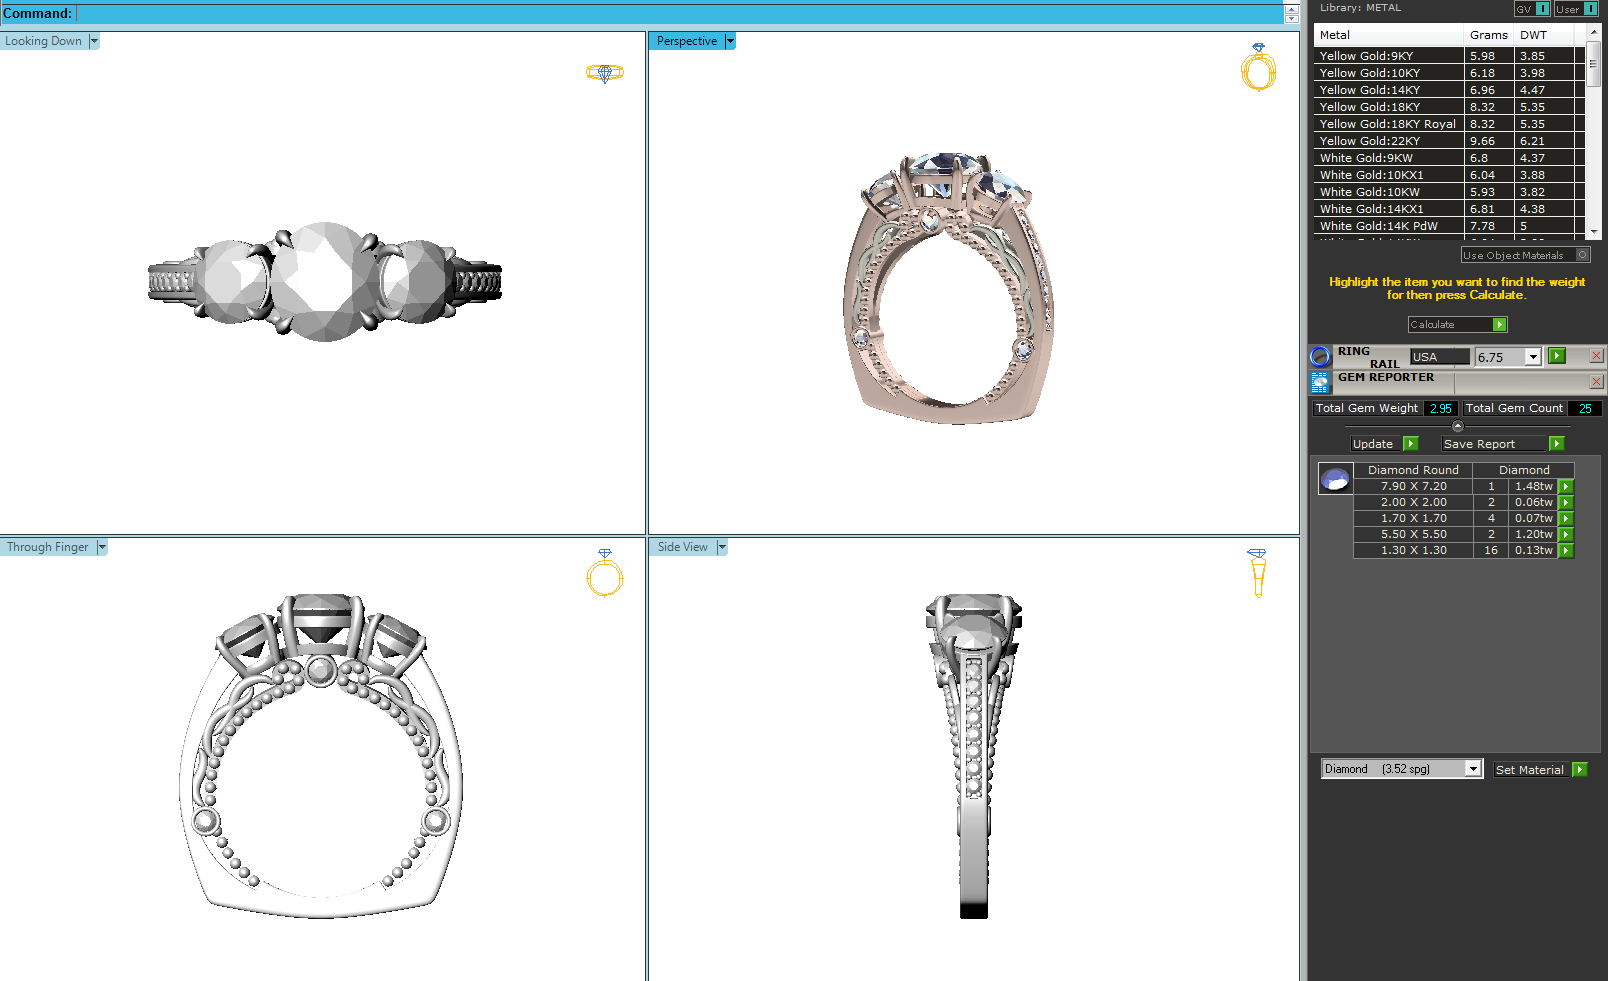 Command:
Looking Down
Perspective
Through Finger
Side View
Library: METAL
GV I User I
Metal Grams DWT
Yellow Gold:9KY 5.98 3.85
Yellow Gold:10KY 6.18 3.98
Yellow Gold:14KY 6.96 4.47
Yellow Gold:18KY 8.32 5.35
Yellow Gold:18KY Royal 8.32 5.35
Yellow Gold:22KY 9.66 6.21
White Gold:9KW 6.8 4.37
White Gold:10KX1 6.04 3.88
White Gold:10KW 5.93 3.82
White Gold:14KX1 6.81 4.38
White Gold:14K PdW 7.78 5
Use Object Materials
Highlight the item you want to find the weight
for then press Calculate.
Calculate
RING
RAIL USA 6.75
GEM REPORTER
Total Gem Weight 2.95 Total Gem Count 25
Update Save Report
Diamond Round Diamond
7.90 X 7.20 1 1.48tw
2.00 X 2.00 2 0.06tw
1.70 X 1.70 4 0.07tw
5.50 X 5.50 2 1.20tw
1.30 X 1.30 16 0.13tw
Diamond (3.52 spg) Set Material